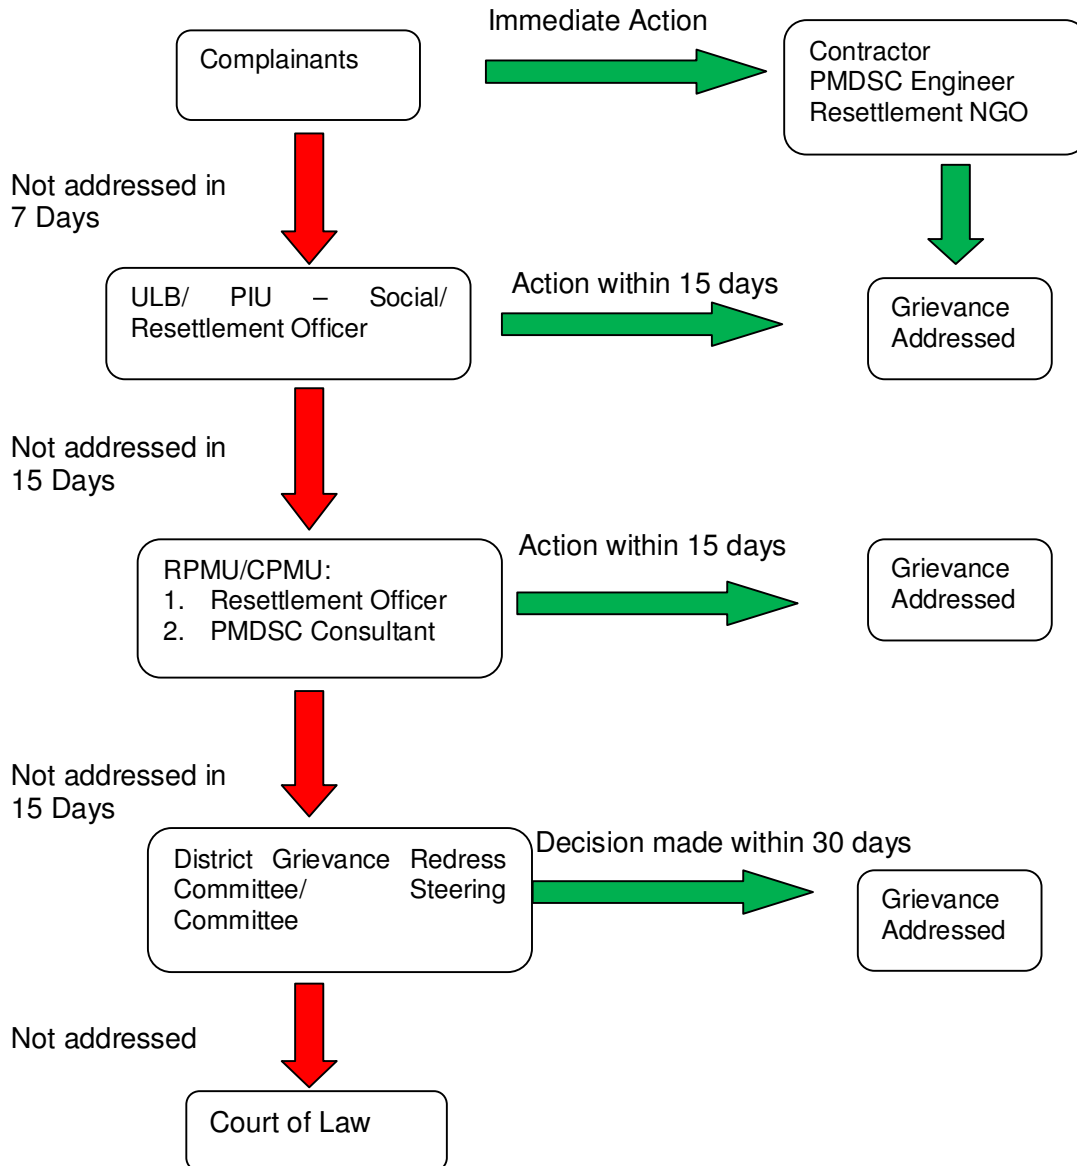 Immediate Action
Complainants
Contractor
PMDSC Engineer
Resettlement NGO
Not addressed in
7 Days
ULB/ PIU – Social/
Resettlement Officer
Action within 15 days
Grievance
Addressed
Not addressed in
15 Days
RPMU/CPMU:
1. Resettlement Officer
2. PMDSC Consultant
Action within 15 days
Grievance
Addressed
Not addressed in
15 Days
District Grievance Redress
Committee/ Steering
Committee
Decision made within 30 days
Grievance
Addressed
Not addressed
Court of Law